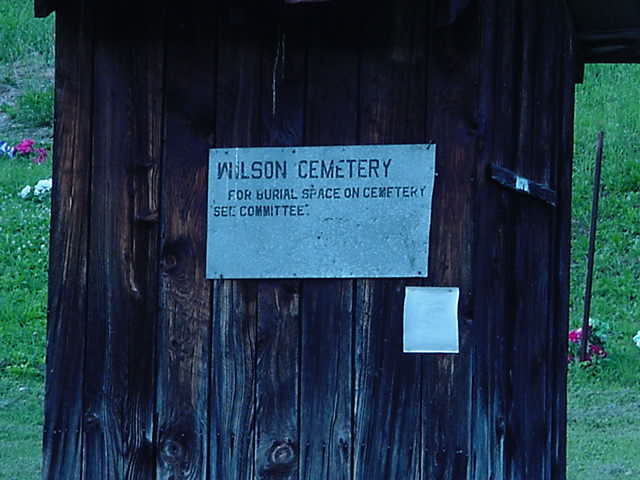 WILSON CEMETERY
FOR BURIAL SPACE ON CEMETERY
"SEE COMMITTEE".